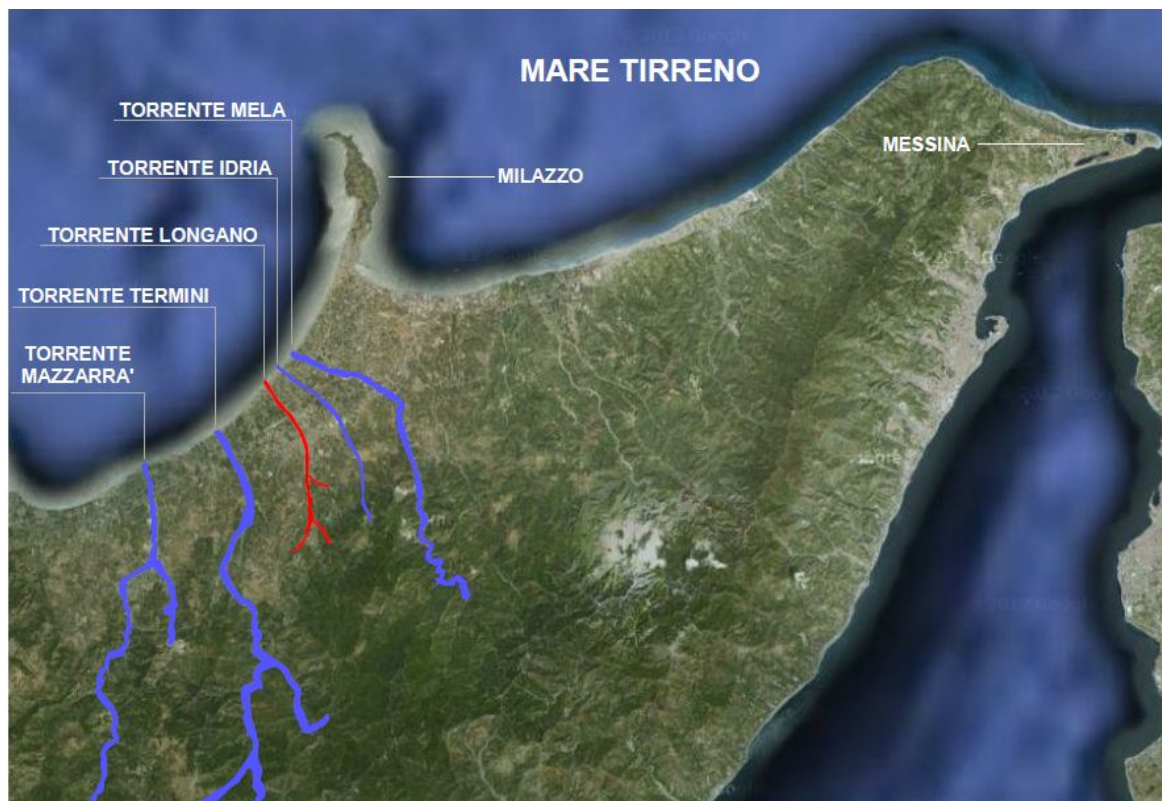 MARE TIRRENO
TORRENTE MELA
MESSINA
TORRENTE IDRIA
MILAZZO
TORRENTE LONGANO
TORRENTE TERMINI
TORRENTE
MAZZARRA'